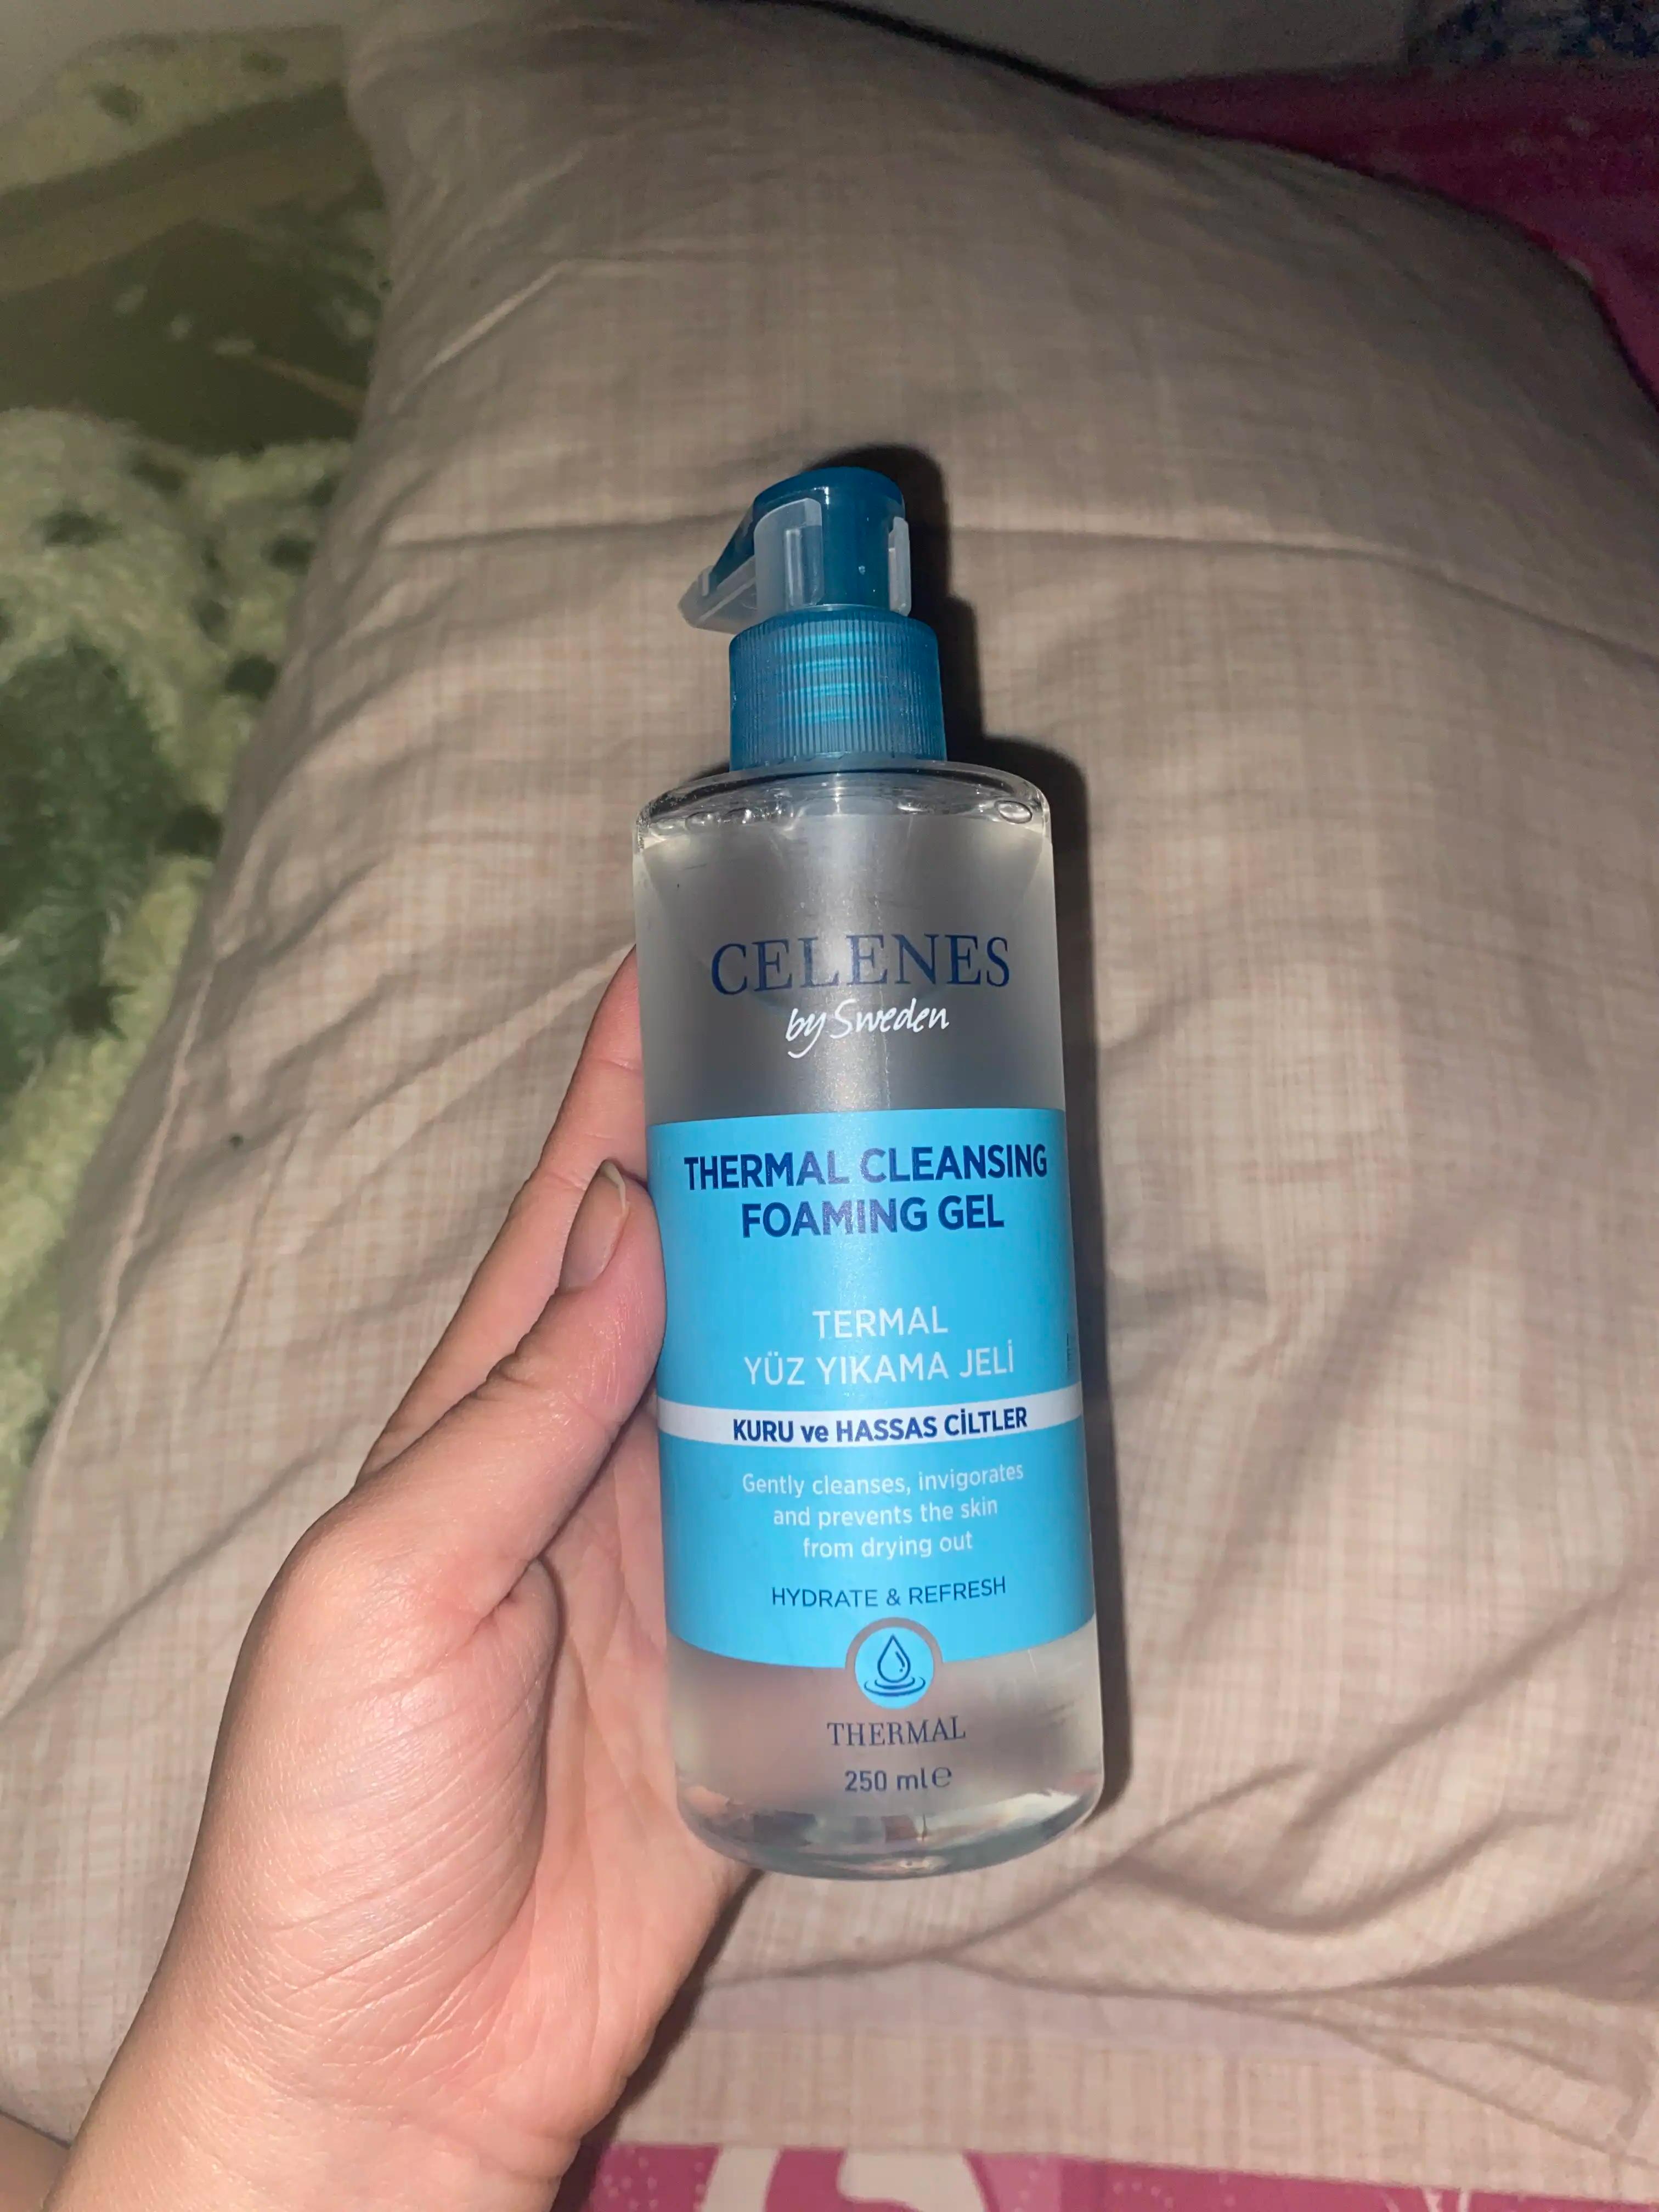 CELENES
by Sweden
THERMAL CLEANSING
FOAMING GEL
TERMAL
YÜZ YIKAMA JELİ
KURU ve HASSAS CİLTLER
Gently cleanses, invigorates
and prevents the skin
from drying out
HYDRATE & REFRESH
THERMAL
250 ml ℮